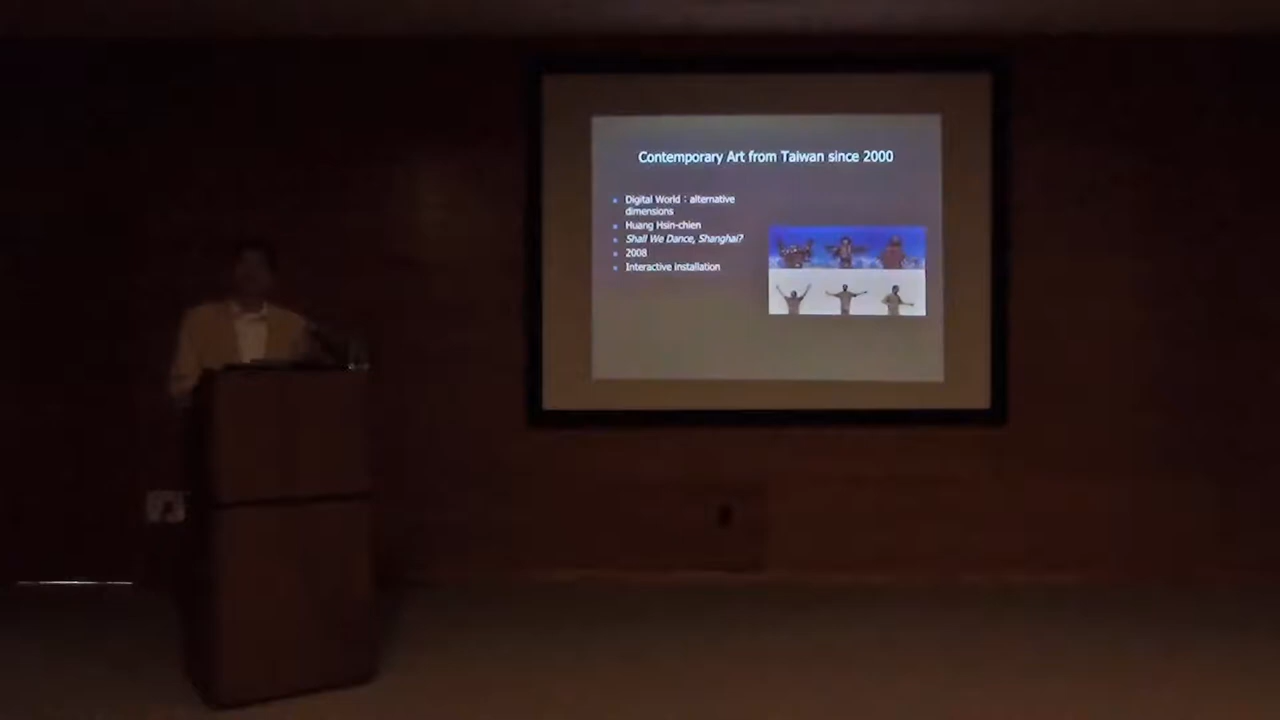 Contemporary Art from Taiwan since 2000
Digital World：alternative
dimensions
Huang Hsin-chien
Shall We Dance, Shanghai?
2008
Interactive installation